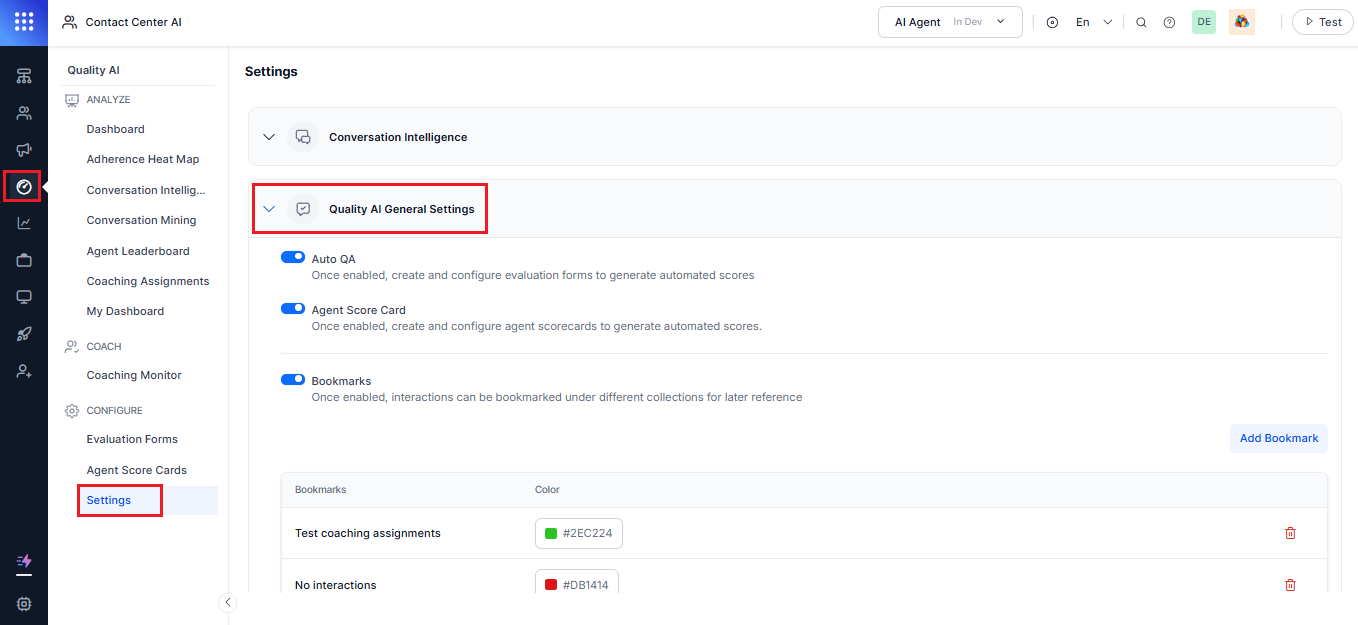 Contact Center AI
AI Agent In Dev
En
DE
Test
Quality AI
ANALYZE
Dashboard
Adherence Heat Map
Conversation Intellig...
Conversation Mining
Agent Leaderboard
Coaching Assignments
My Dashboard
COACH
Coaching Monitor
CONFIGURE
Evaluation Forms
Agent Score Cards
Settings
Settings
Conversation Intelligence
Quality AI General Settings
Auto QA
Once enabled, create and configure evaluation forms to generate automated scores
Agent Score Card
Once enabled, create and configure agent scorecards to generate automated scores.
Bookmarks
Once enabled, interactions can be bookmarked under different collections for later reference
Add Bookmark
Bookmarks Color
Test coaching assignments #2EC224
No interactions #DB1414